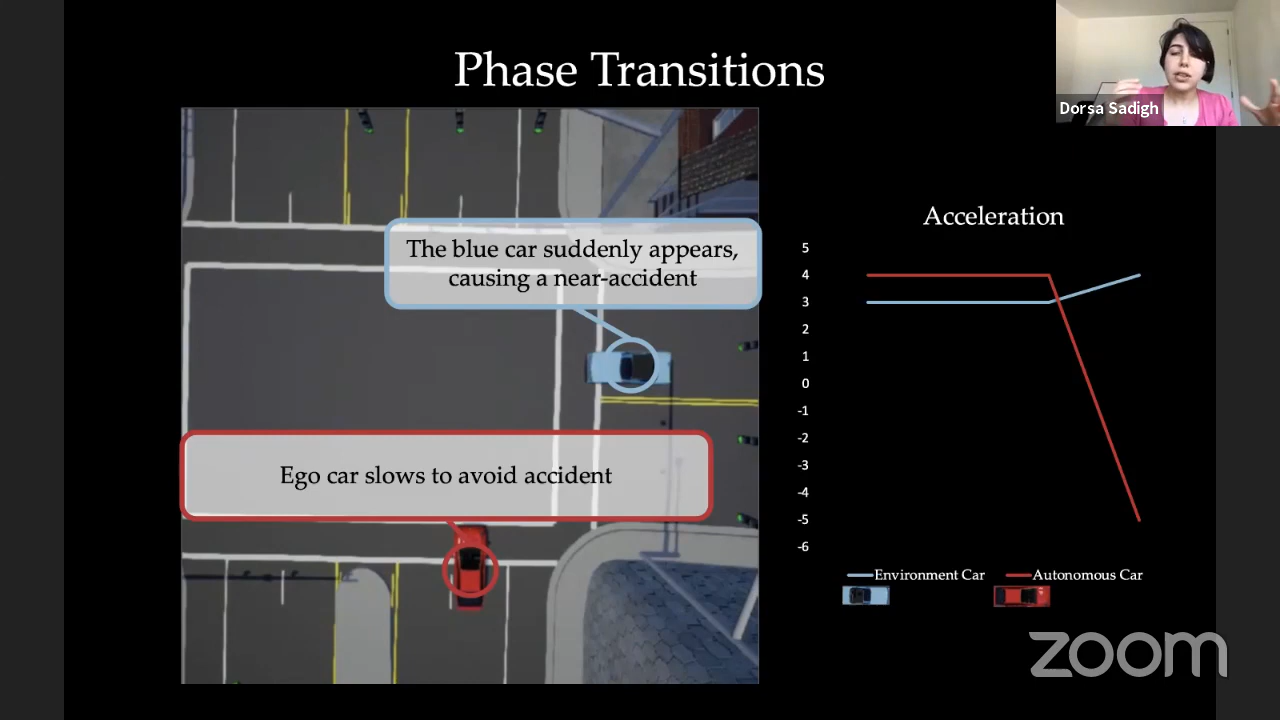 Phase Transitions
Dorsa Sadigh
The blue car suddenly appears,
causing a near-accident
Ego car slows to avoid accident
Acceleration
5
4
3
2
1
0
-1
-2
-3
-4
-5
-6
Environment Car
Autonomous Car
zoom